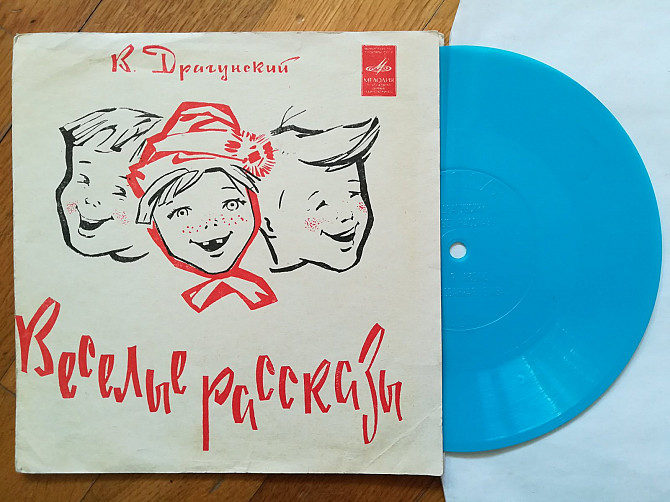 В. Драгунский
МЕЛОДИЯ
Веселые рассказы